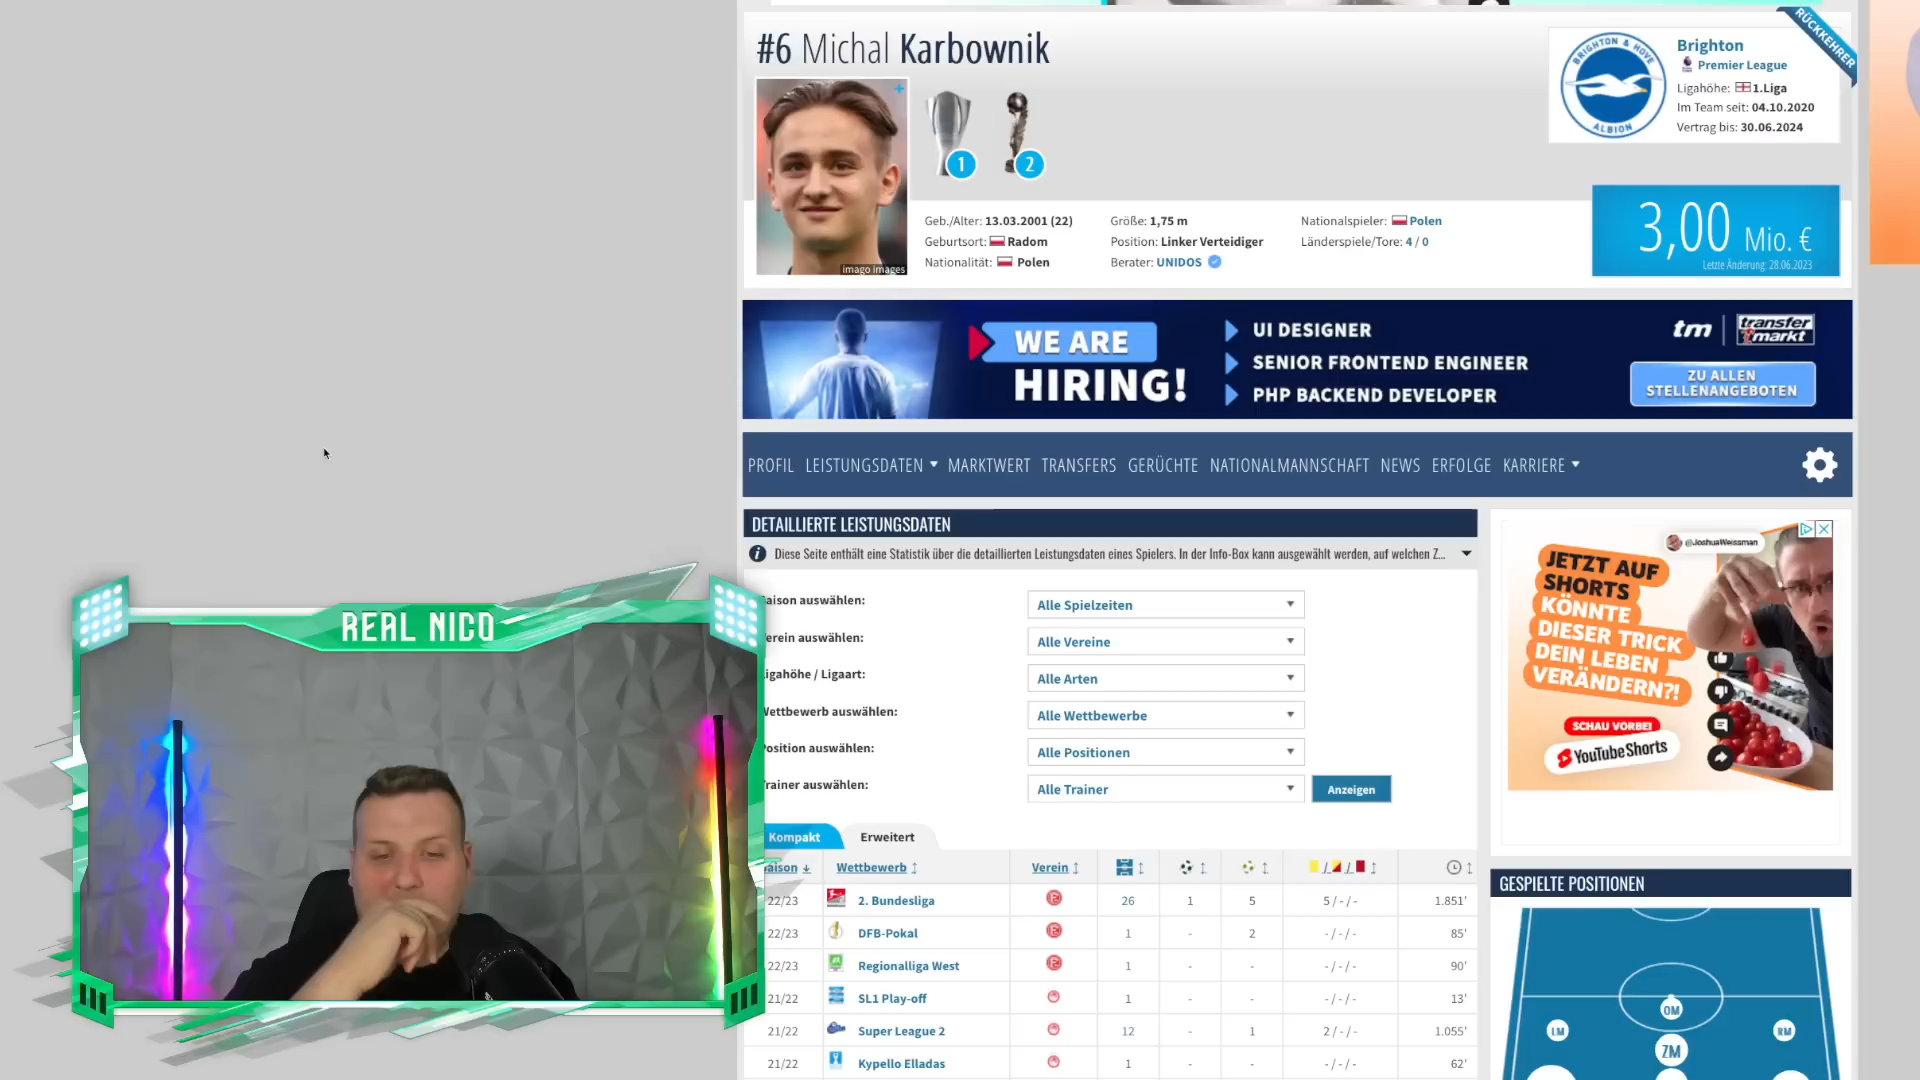 #6 Michal Karbownik
RÜCKKEHRER
BRIGHTON & HOVE
ALBION
Brighton
Premier League
Ligahöhe: 1.Liga
Im Team seit: 04.10.2020
Vertrag bis: 30.06.2024
1
2
imago images
Geb./Alter: 13.03.2001 (22)
Geburtsort: Radom
Nationalität: Polen
Größe: 1,75 m
Position: Linker Verteidiger
Berater: UNIDOS
Nationalspieler: Polen
Länderspiele/Tore: 4 / 0
3,00 Mio. €
Letzte Änderung: 28.06.2023
WE ARE
HIRING!
UI DESIGNER
SENIOR FRONTEND ENGINEER
PHP BACKEND DEVELOPER
tm transfermarkt
ZU ALLEN
STELLENANGEBOTEN
PROFIL LEISTUNGSDATEN MARKTWERT TRANSFERS GERÜCHTE NATIONALMANNSCHAFT NEWS ERFOLGE KARRIERE
DETAILLIERTE LEISTUNGSDATEN
Diese Seite enthält eine Statistik über die detaillierten Leistungsdaten eines Spielers. In der Info-Box kann ausgewählt werden, auf welchen Z...
aison auswählen: Alle Spielzeiten
erein auswählen: Alle Vereine
igahöhe / Ligaart: Alle Arten
Wettbewerb auswählen: Alle Wettbewerbe
Position auswählen: Alle Positionen
Trainer auswählen: Alle Trainer Anzeigen
Kompakt Erweitert
aison Wettbewerb Verein
22/23 2. Bundesliga 26 1 5 5 / - / - 1.851'
22/23 DFB-Pokal 1 - 2 - / - / - 85'
22/23 Regionalliga West 1 - - - / - / - 90'
21/22 SL1 Play-off 1 - - - / - / - 13'
21/22 Super League 2 12 - 1 2 / - / - 1.055'
21/22 Kypello Elladas 1 - - - / - / - 62'
@JoshuaWeissman
JETZT AUF
SHORTS
KÖNNTE
DIESER TRICK
DEIN LEBEN
VERÄNDERN?!
SCHAU VORBEI
YouTube Shorts
GESPIELTE POSITIONEN
OM
LM
RM
ZM
REAL NICO